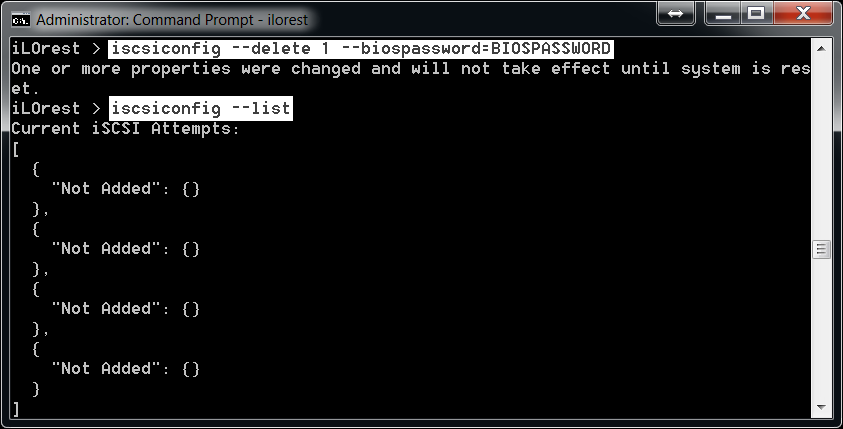 Administrator: Command Prompt - ilorest
iLOrest > iscsiconfig --delete 1 --biospassword=BIOSPASSWORD
One or more properties were changed and will not take effect until system is res
et.
iLOrest > iscsiconfig --list
Current iSCSI Attempts:
[
  {
    "Not Added": {}
  },
  {
    "Not Added": {}
  },
  {
    "Not Added": {}
  },
  {
    "Not Added": {}
  }
]